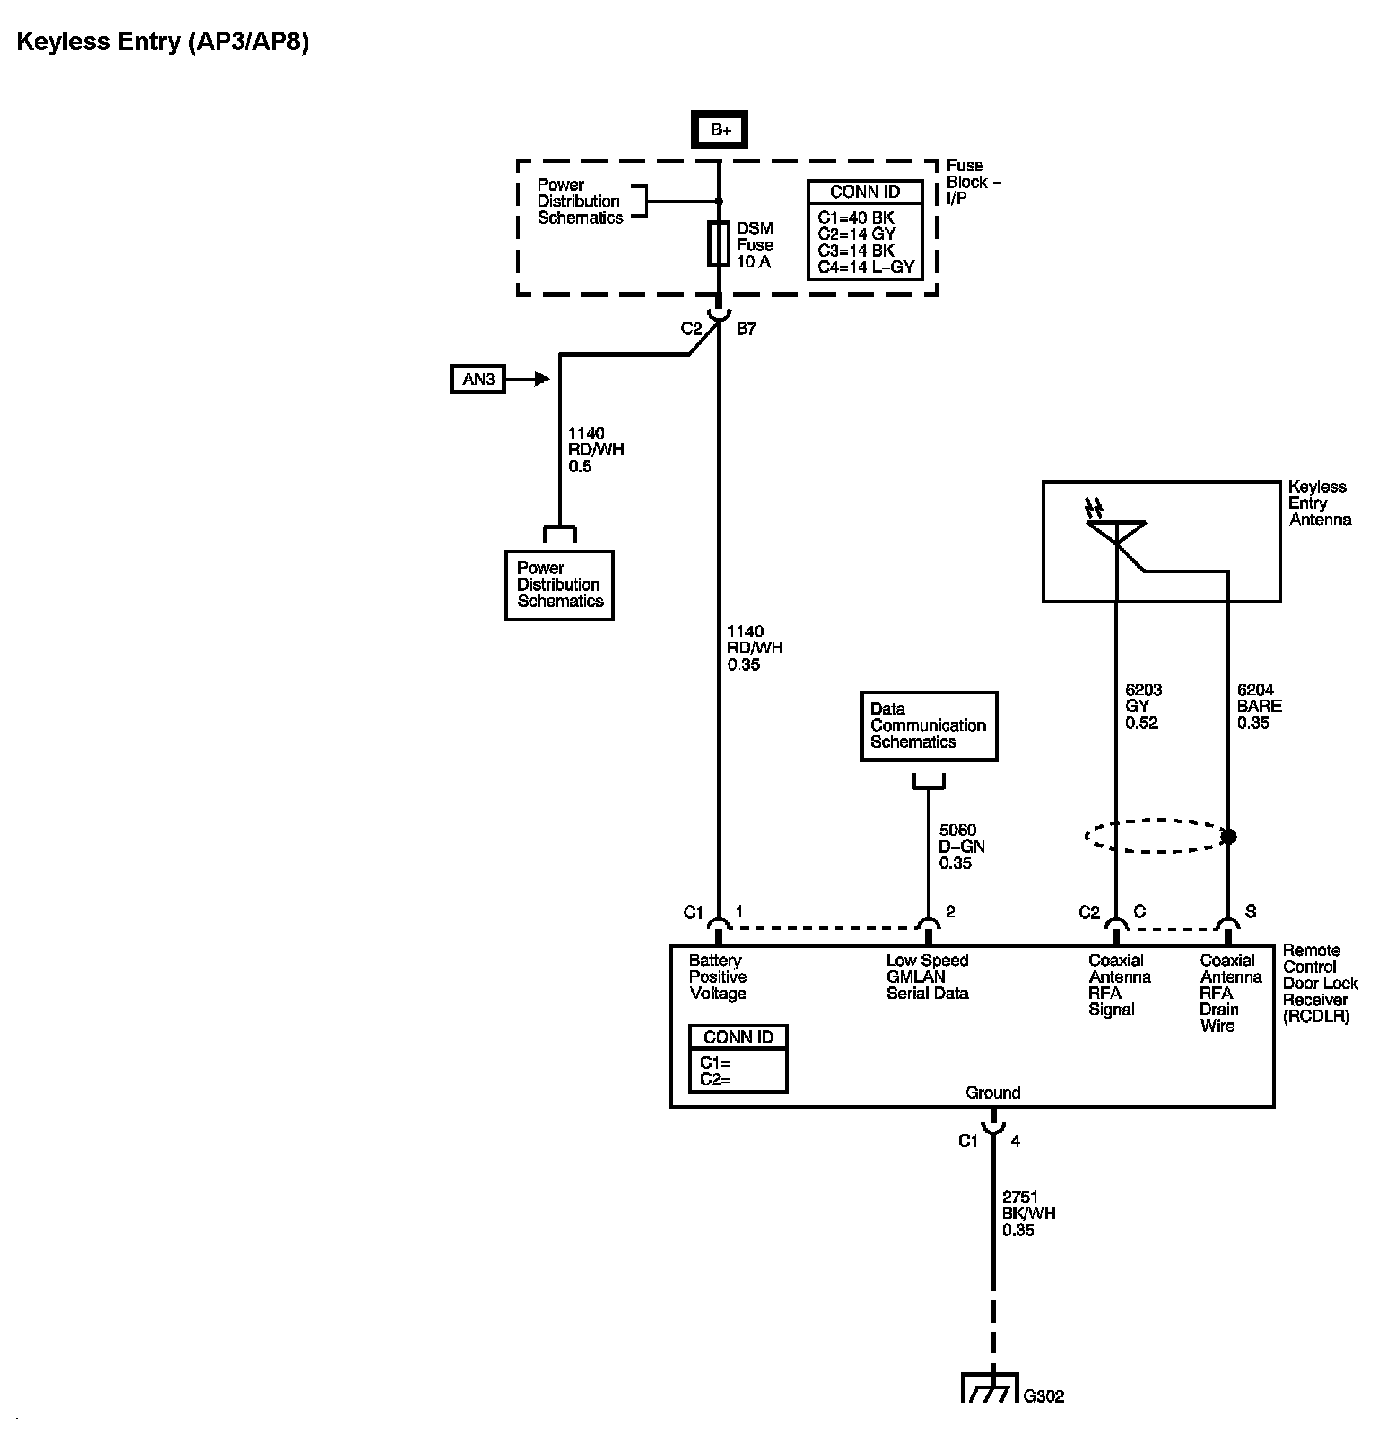 Keyless Entry (AP3/AP8)
B+
Fuse
Block –
I/P
Power
Distribution
Schematics
CONN ID
C1=40 BK
C2=14 GY
C3=14 BK
C4=14 L–GY
DSM
Fuse
10 A
C2
B7
AN3
1140
RD/WH
0.5
Power
Distribution
Schematics
Keyless
Entry
Antenna
1140
RD/WH
0.35
6203
GY
0.52
6204
BARE
0.35
Data
Communication
Schematics
5060
D–GN
0.35
C1
1
2
C2
C
S
Battery
Positive
Voltage
Low Speed
GMLAN
Serial Data
Coaxial
Antenna
RFA
Signal
Coaxial
Antenna
RFA
Drain
Wire
Remote
Control
Door Lock
Receiver
(RCDLR)
CONN ID
C1=
C2=
Ground
C1
4
2751
BK/WH
0.35
G302